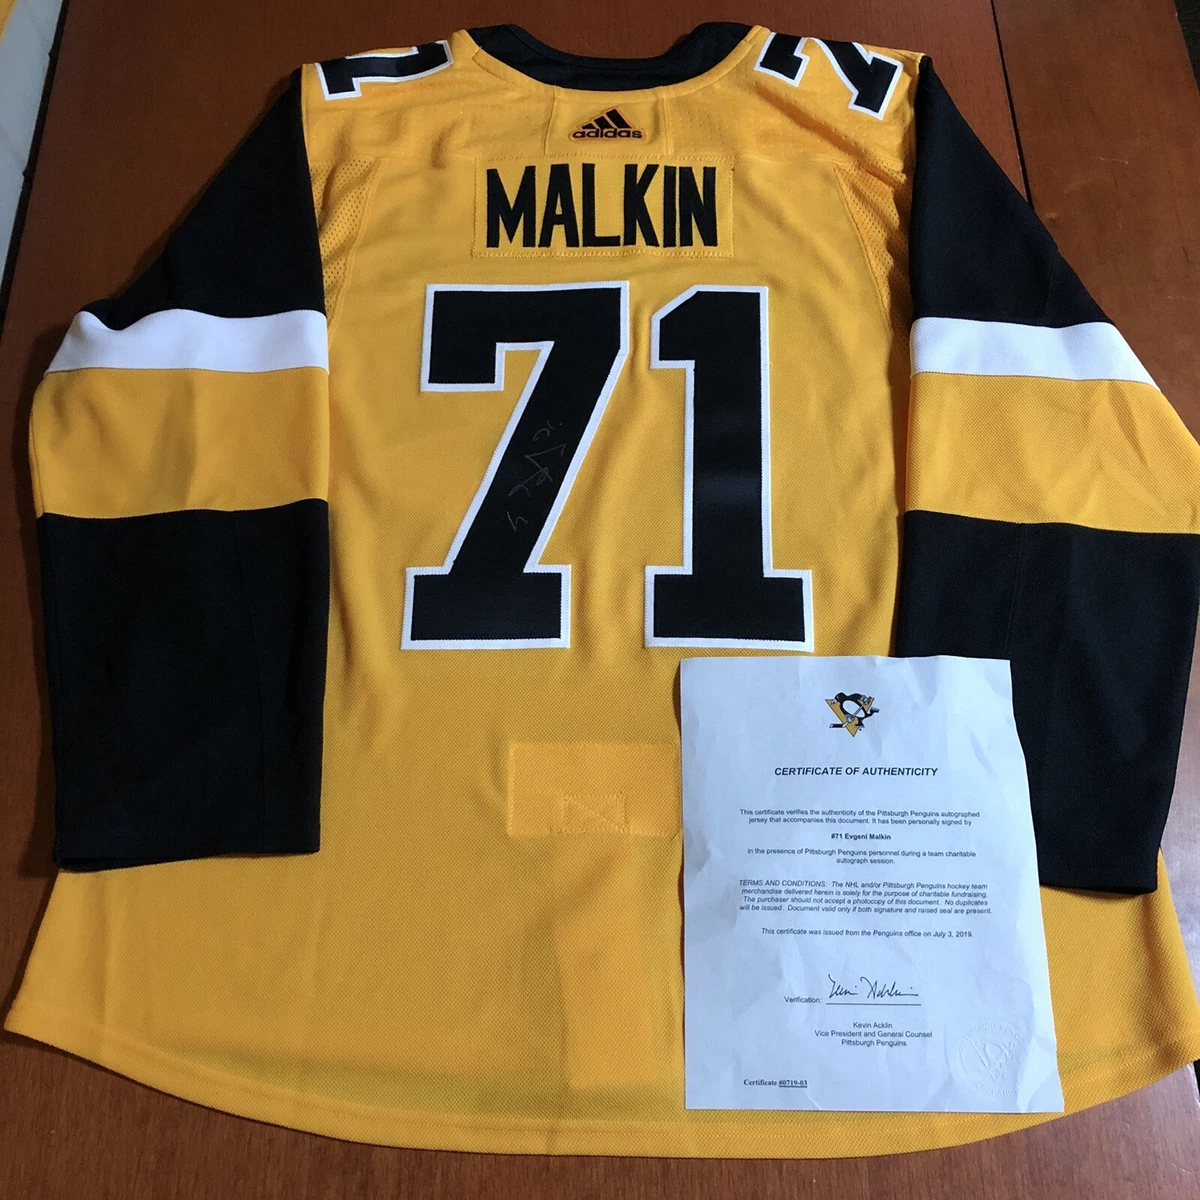 1
71
adidas
MALKIN
71
CERTIFICATE OF AUTHENTICITY
This certificate verifies the authenticity of the Pittsburgh Penguins autographed
jersey that accompanies this document. It has been personally signed by
#71 Evgeni Malkin
in the presence of Pittsburgh Penguins personnel during a team charitable
autograph session.
TERMS AND CONDITIONS: The NHL and/or Pittsburgh Penguins hockey team
merchandise delivered herein is solely for the purpose of charitable fundraising.
The purchaser should not accept a photocopy of this document. No duplicates
will be issued. Document valid only if both signature and raised seal are present.
This certificate was issued from the Penguins office on July 3, 2019.
Verification:
Kevin Acklin
Vice President and General Counsel
Pittsburgh Penguins
Certificate #0719-03